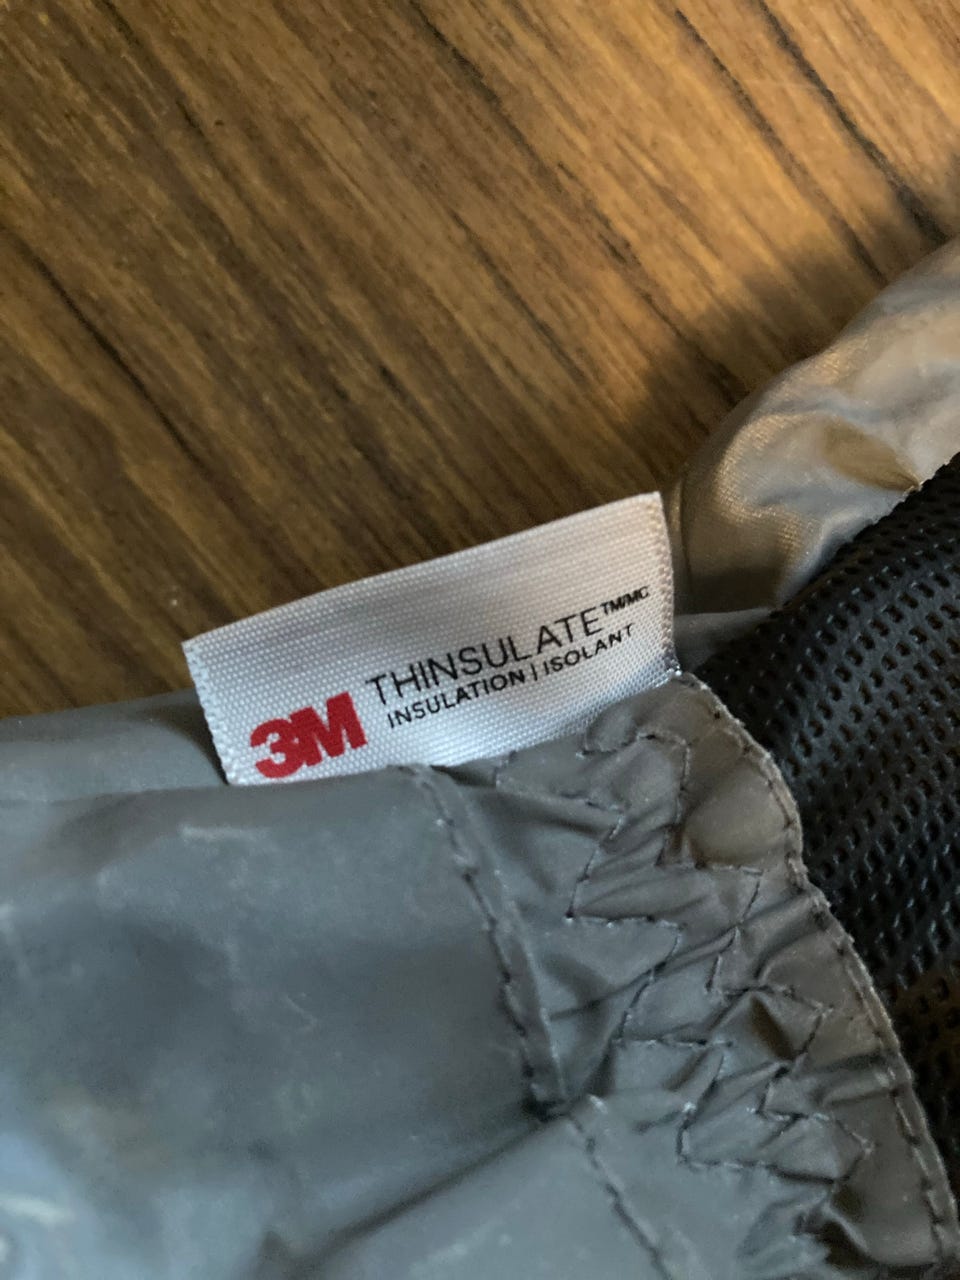 3M THINSULATE™/MC
INSULATION | ISOLANT